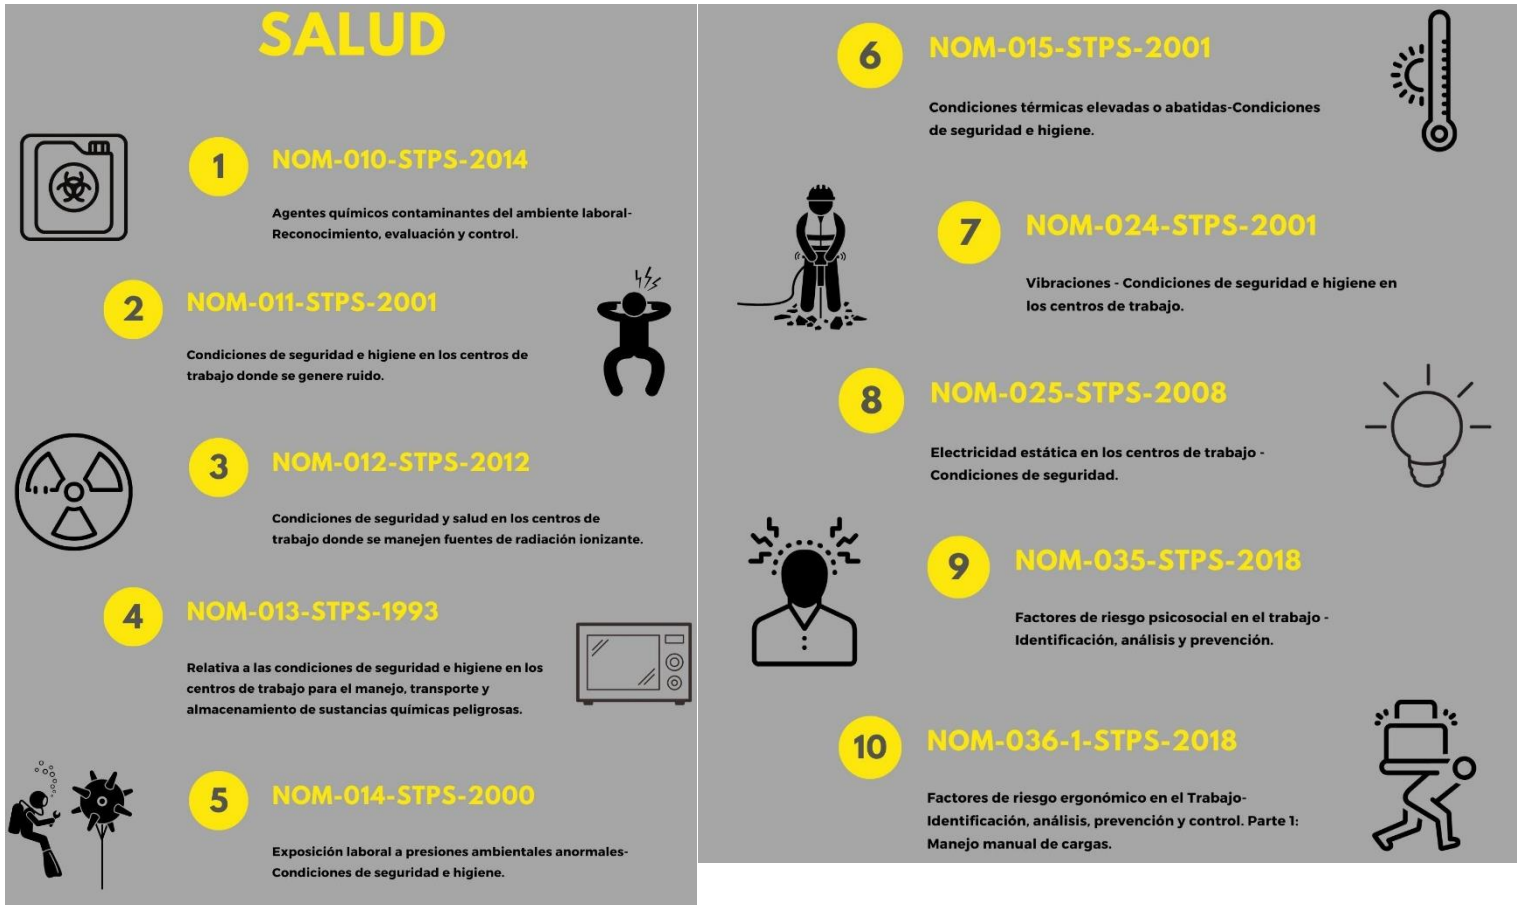 SALUD
1
NOM-010-STPS-2014
Agentes químicos contaminantes del ambiente laboral-
Reconocimiento, evaluación y control.
2
NOM-011-STPS-2001
Condiciones de seguridad e higiene en los centros de
trabajo donde se genere ruido.
3
NOM-012-STPS-2012
Condiciones de seguridad y salud en los centros de
trabajo donde se manejen fuentes de radiación ionizante.
4
NOM-013-STPS-1993
Relativa a las condiciones de seguridad e higiene en los
centros de trabajo para el manejo, transporte y
almacenamiento de sustancias químicas peligrosas.
5
NOM-014-STPS-2000
Exposición laboral a presiones ambientales anormales-
Condiciones de seguridad e higiene.
6
NOM-015-STPS-2001
Condiciones térmicas elevadas o abatidas-Condiciones
de seguridad e higiene.
7
NOM-024-STPS-2001
Vibraciones - Condiciones de seguridad e higiene en
los centros de trabajo.
8
NOM-025-STPS-2008
Electricidad estática en los centros de trabajo -
Condiciones de seguridad.
9
NOM-035-STPS-2018
Factores de riesgo psicosocial en el trabajo -
Identificación, análisis y prevención.
10
NOM-036-1-STPS-2018
Factores de riesgo ergonómico en el Trabajo-
Identificación, análisis, prevención y control. Parte 1:
Manejo manual de cargas.